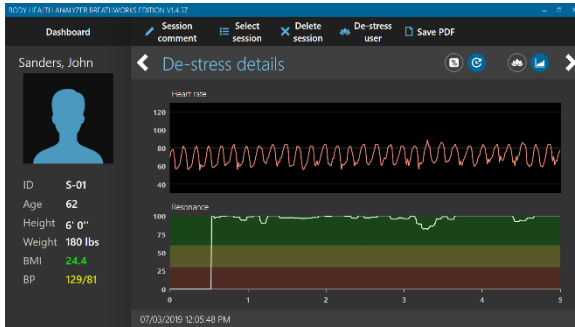 BODY HEALTH ANALYZER BREATHWORKS EDITION V1.4.57
Dashboard
Session comment
Select session
Delete session
De-stress user
Save PDF
Sanders, John
De-stress details
%
Heart rate
120
100
80
60
40
ID S-01
Age 62
Height 6' 0''
Weight 180 lbs
BMI 24.4
BP 129/81
Resonance
100
75
50
25
0
0 1 2 3 4 5
07/03/2019 12:05:48 PM